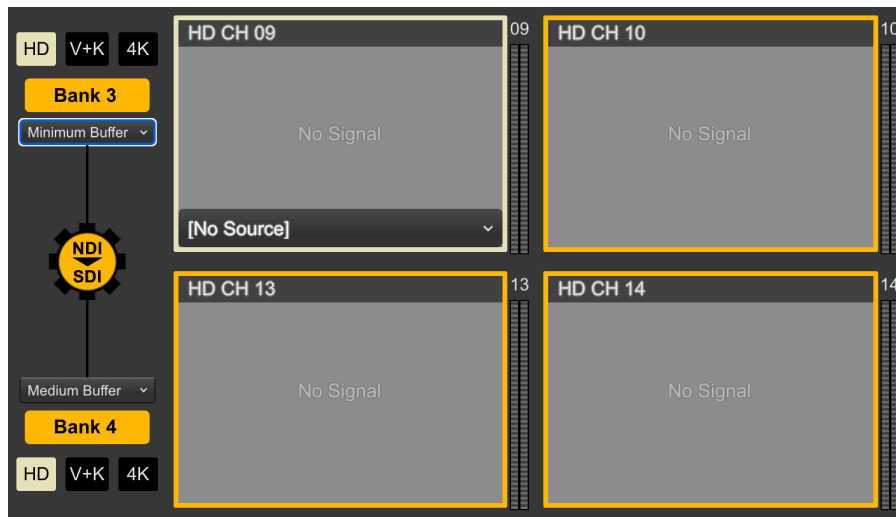 HD V+K 4K
Bank 3
Minimum Buffer
NDI
SDI
Medium Buffer
Bank 4
HD V+K 4K
HD CH 09
09
No Signal
[No Source]
HD CH 10
10
No Signal
HD CH 13
13
No Signal
HD CH 14
14
No Signal